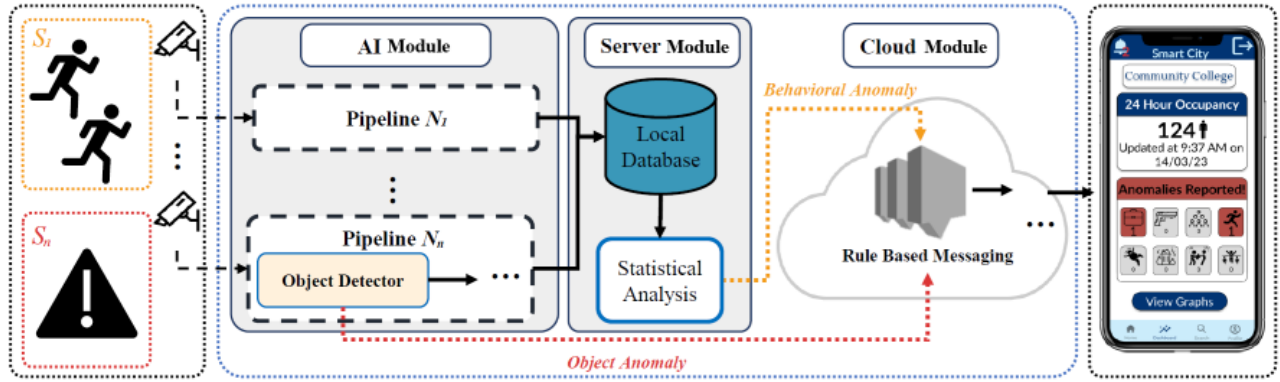 S1
Sn
AI Module
Pipeline N1
Pipeline Nn
Object Detector
Server Module
Local
Database
Statistical
Analysis
Cloud Module
Behavioral Anomaly
Rule Based Messaging
Object Anomaly
Smart City
Community College
24 Hour Occupancy
124
Updated at 9:37 AM on
14/03/23
Anomalies Reported!
View Graphs
Dashboard